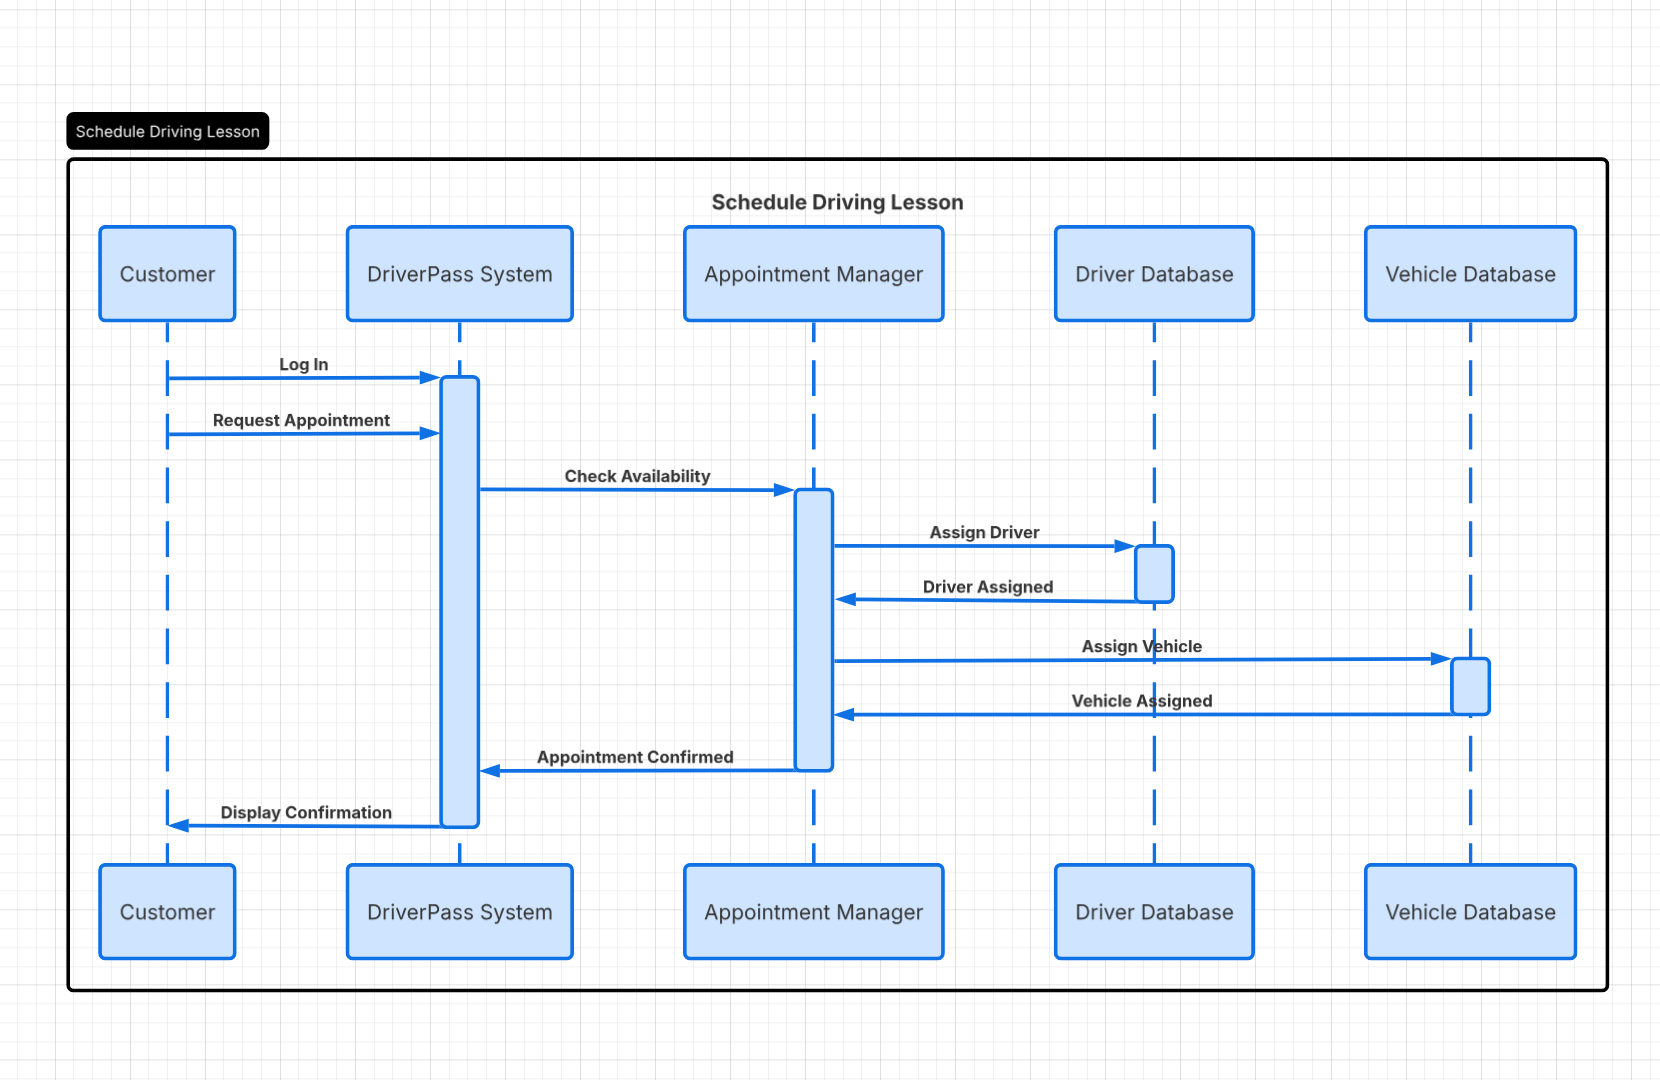 Schedule Driving Lesson
Schedule Driving Lesson
Customer
DriverPass System
Appointment Manager
Driver Database
Vehicle Database
Log In
Request Appointment
Check Availability
Assign Driver
Driver Assigned
Assign Vehicle
Vehicle Assigned
Appointment Confirmed
Display Confirmation
Customer
DriverPass System
Appointment Manager
Driver Database
Vehicle Database